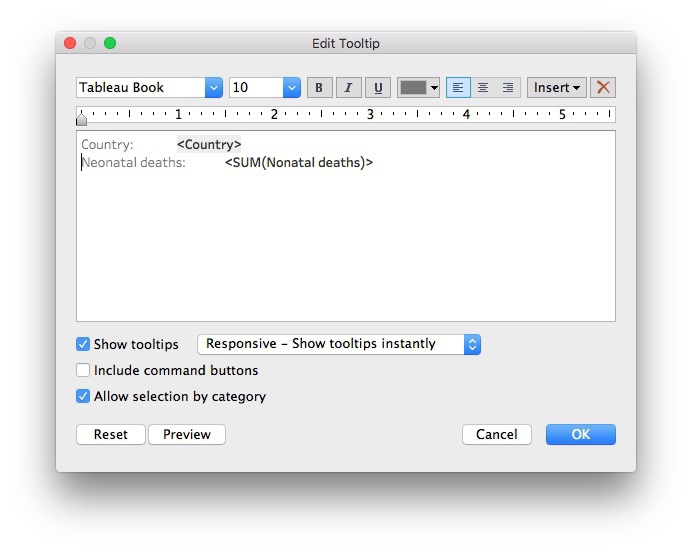 Edit Tooltip
Tableau Book 10 B I U Insert
1 2 3 4 5
Country: <Country>
Neonatal deaths: <SUM(Nonatal deaths)>
Show tooltips Responsive – Show tooltips instantly
Include command buttons
Allow selection by category
Reset Preview Cancel OK